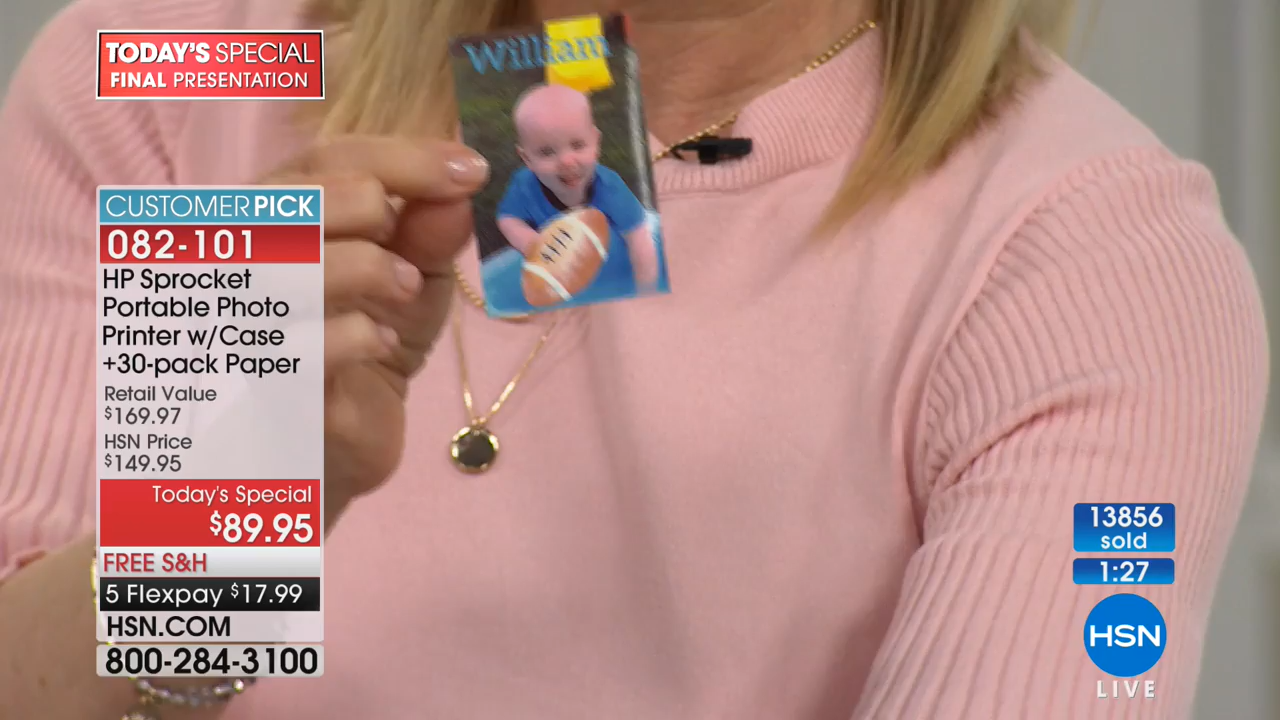 TODAY'S SPECIAL
FINAL PRESENTATION
William
CUSTOMER PICK
082-101
HP Sprocket
Portable Photo
Printer w/Case
+30-pack Paper
Retail Value
$169.97
HSN Price
$149.95
Today's Special
$89.95
FREE S&H
5 Flexpay $17.99
HSN.COM
800-284-3100
13856
sold
1:27
HSN
LIVE